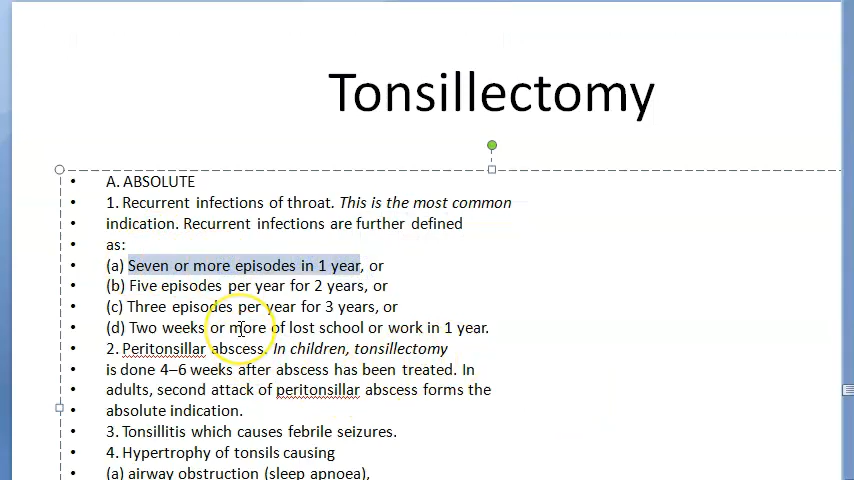 Tonsillectomy
• A. ABSOLUTE
• 1. Recurrent infections of throat. This is the most common
• indication. Recurrent infections are further defined
• as:
• (a) Seven or more episodes in 1 year, or
• (b) Five episodes per year for 2 years, or
• (c) Three episodes per year for 3 years, or
• (d) Two weeks or more of lost school or work in 1 year.
• 2. Peritonsillar abscess. In children, tonsillectomy
• is done 4–6 weeks after abscess has been treated. In
• adults, second attack of peritonsillar abscess forms the
• absolute indication.
• 3. Tonsillitis which causes febrile seizures.
• 4. Hypertrophy of tonsils causing
• (a) airway obstruction (sleep apnoea),